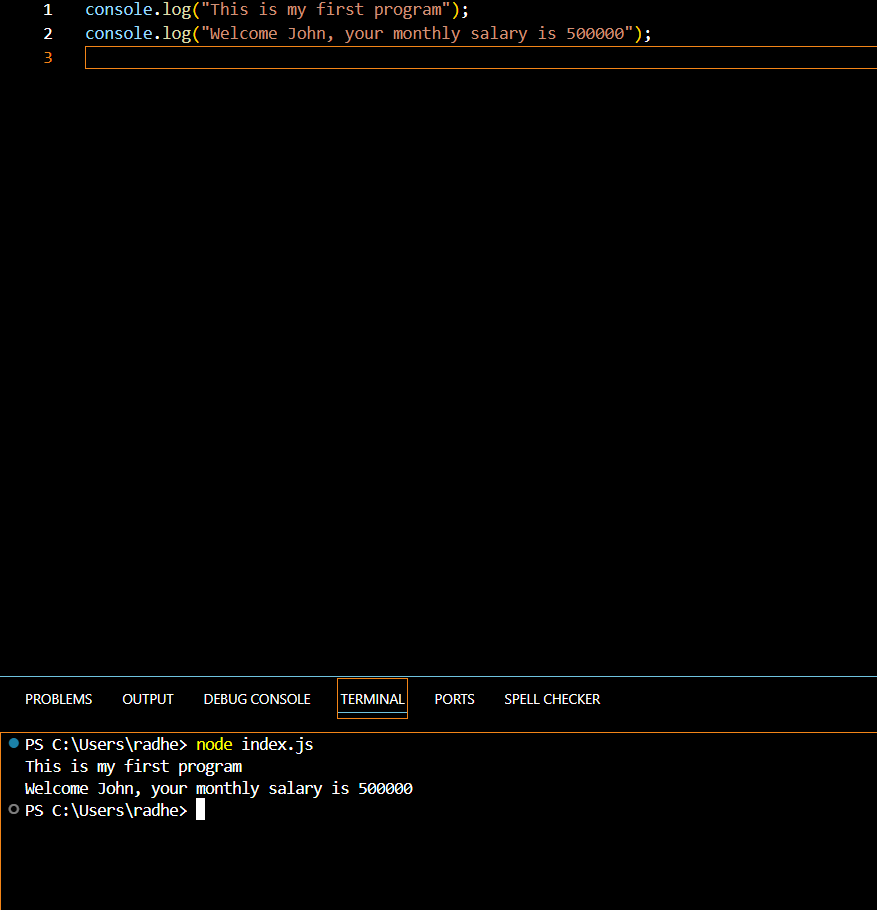 1 console.log("This is my first program");
2 console.log("Welcome John, your monthly salary is 500000");
3
PROBLEMS OUTPUT DEBUG CONSOLE TERMINAL PORTS SPELL CHECKER
PS C:\Users\radhe> node index.js
This is my first program
Welcome John, your monthly salary is 500000
PS C:\Users\radhe>